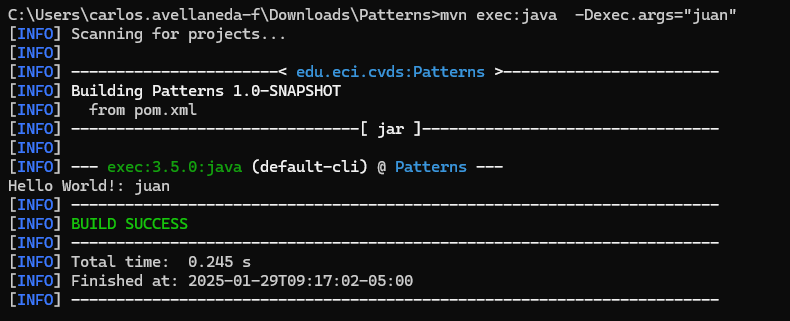 C:\Users\carlos.avellaneda-f\Downloads\Patterns>mvn exec:java  -Dexec.args="juan"
[INFO] Scanning for projects...
[INFO]
[INFO] -----------------------< edu.eci.cvds:Patterns >------------------------
[INFO] Building Patterns 1.0-SNAPSHOT
[INFO]   from pom.xml
[INFO] --------------------------------[ jar ]---------------------------------
[INFO]
[INFO] --- exec:3.5.0:java (default-cli) @ Patterns ---
Hello World!: juan
[INFO] ------------------------------------------------------------------------
[INFO] BUILD SUCCESS
[INFO] ------------------------------------------------------------------------
[INFO] Total time:  0.245 s
[INFO] Finished at: 2025-01-29T09:17:02-05:00
[INFO] ------------------------------------------------------------------------